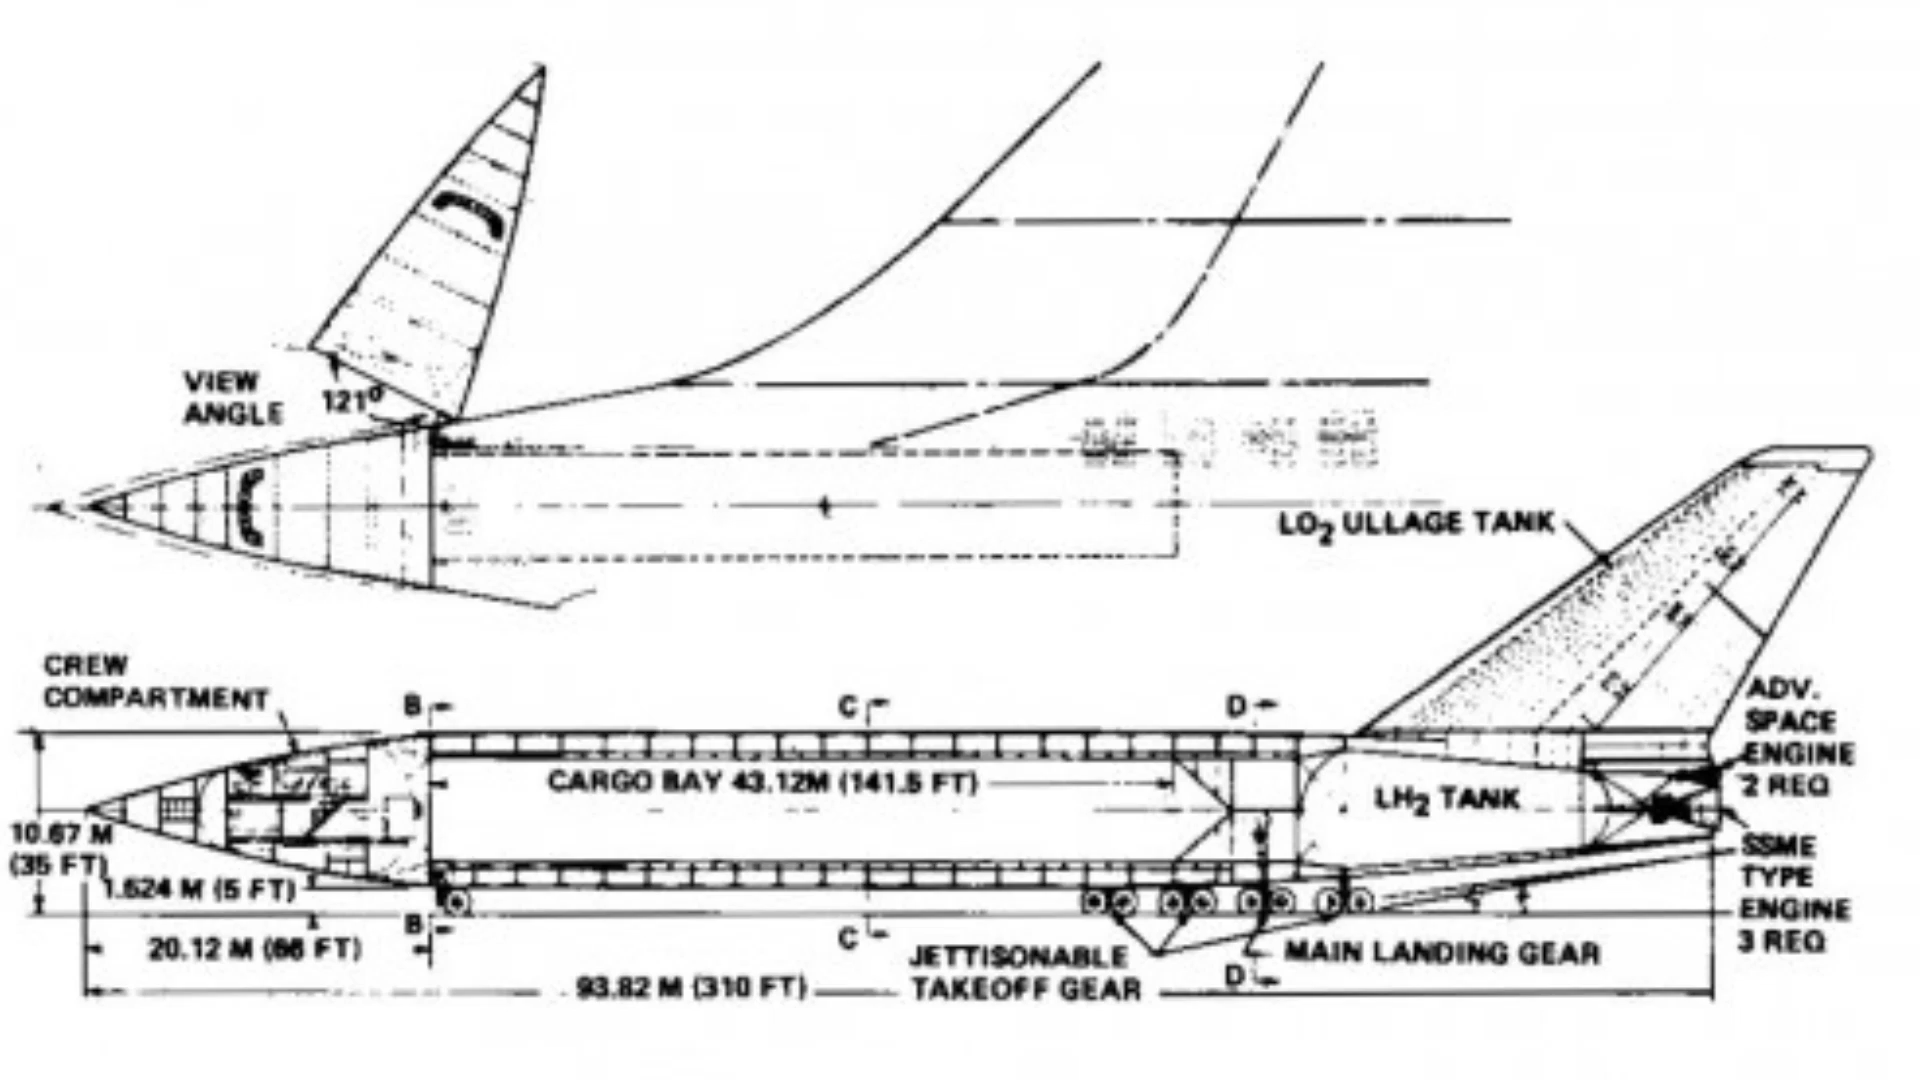 VIEW
ANGLE
121°
LO2 ULLAGE TANK
CREW
COMPARTMENT
B
C
D
ADV.
SPACE
ENGINE
2 REQ
CARGO BAY 43.12M (141.5 FT)
LH2 TANK
10.67 M
(35 FT)
1.624 M (5 FT)
SSME
TYPE
ENGINE
3 REQ
B
C
D
20.12 M (66 FT)
JETTISONABLE
TAKEOFF GEAR
MAIN LANDING GEAR
93.82 M (310 FT)